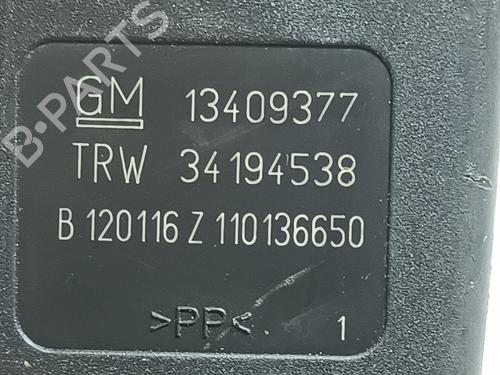 GM 13409377
TRW 34194538
B 120116 Z 110136650
>PP< 1
B-PARTS